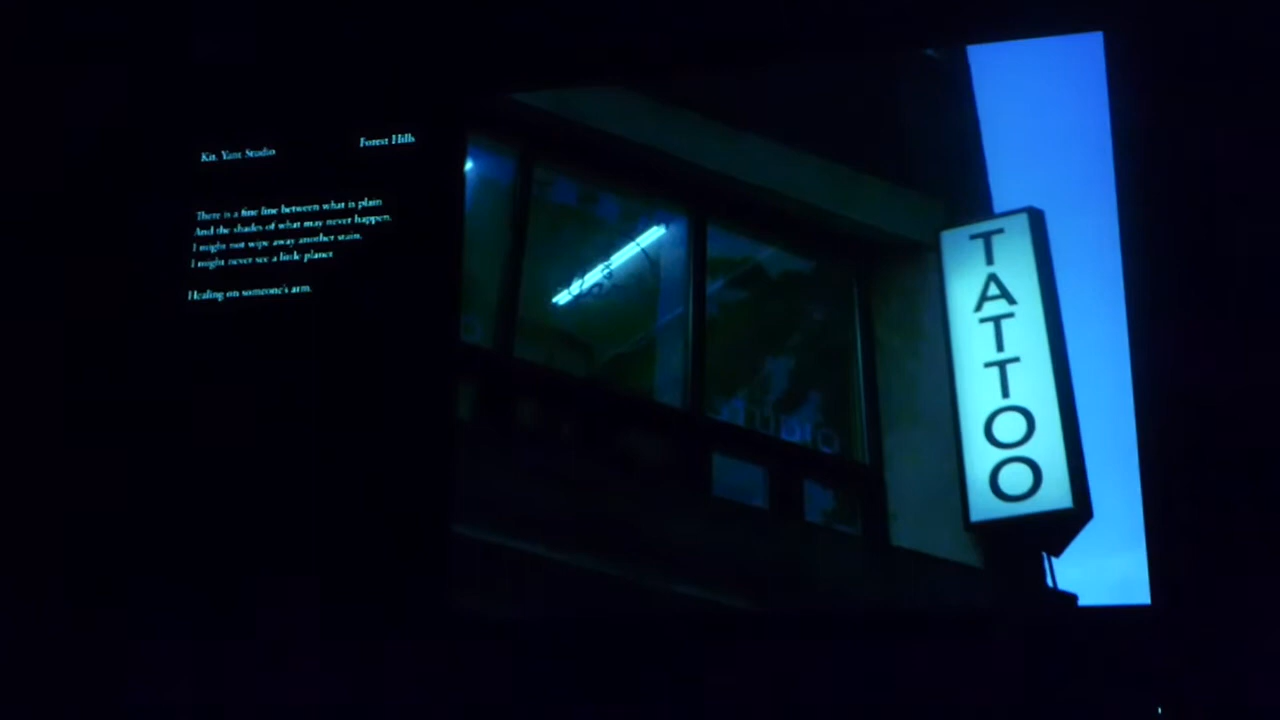 Kit. Yant Studio
Forest Hills
There is a fine line between what is plain
And the shades of what may never happen.
I might not wipe away another stain.
I might never see a little planet
Healing on someone's arm.
TATTOO
studio